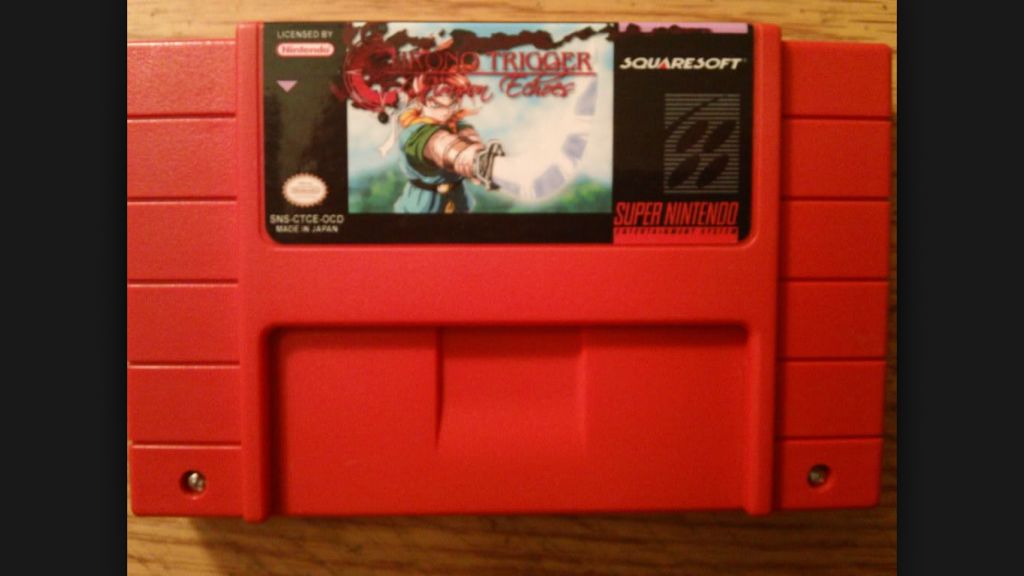 LICENSED BY
Nintendo
CHRONO TRIGGER
Crimson Echoes
SQUARESOFT
SNS-CTCE-OCD
MADE IN JAPAN
SUPER NINTENDO
ENTERTAINMENT SYSTEM